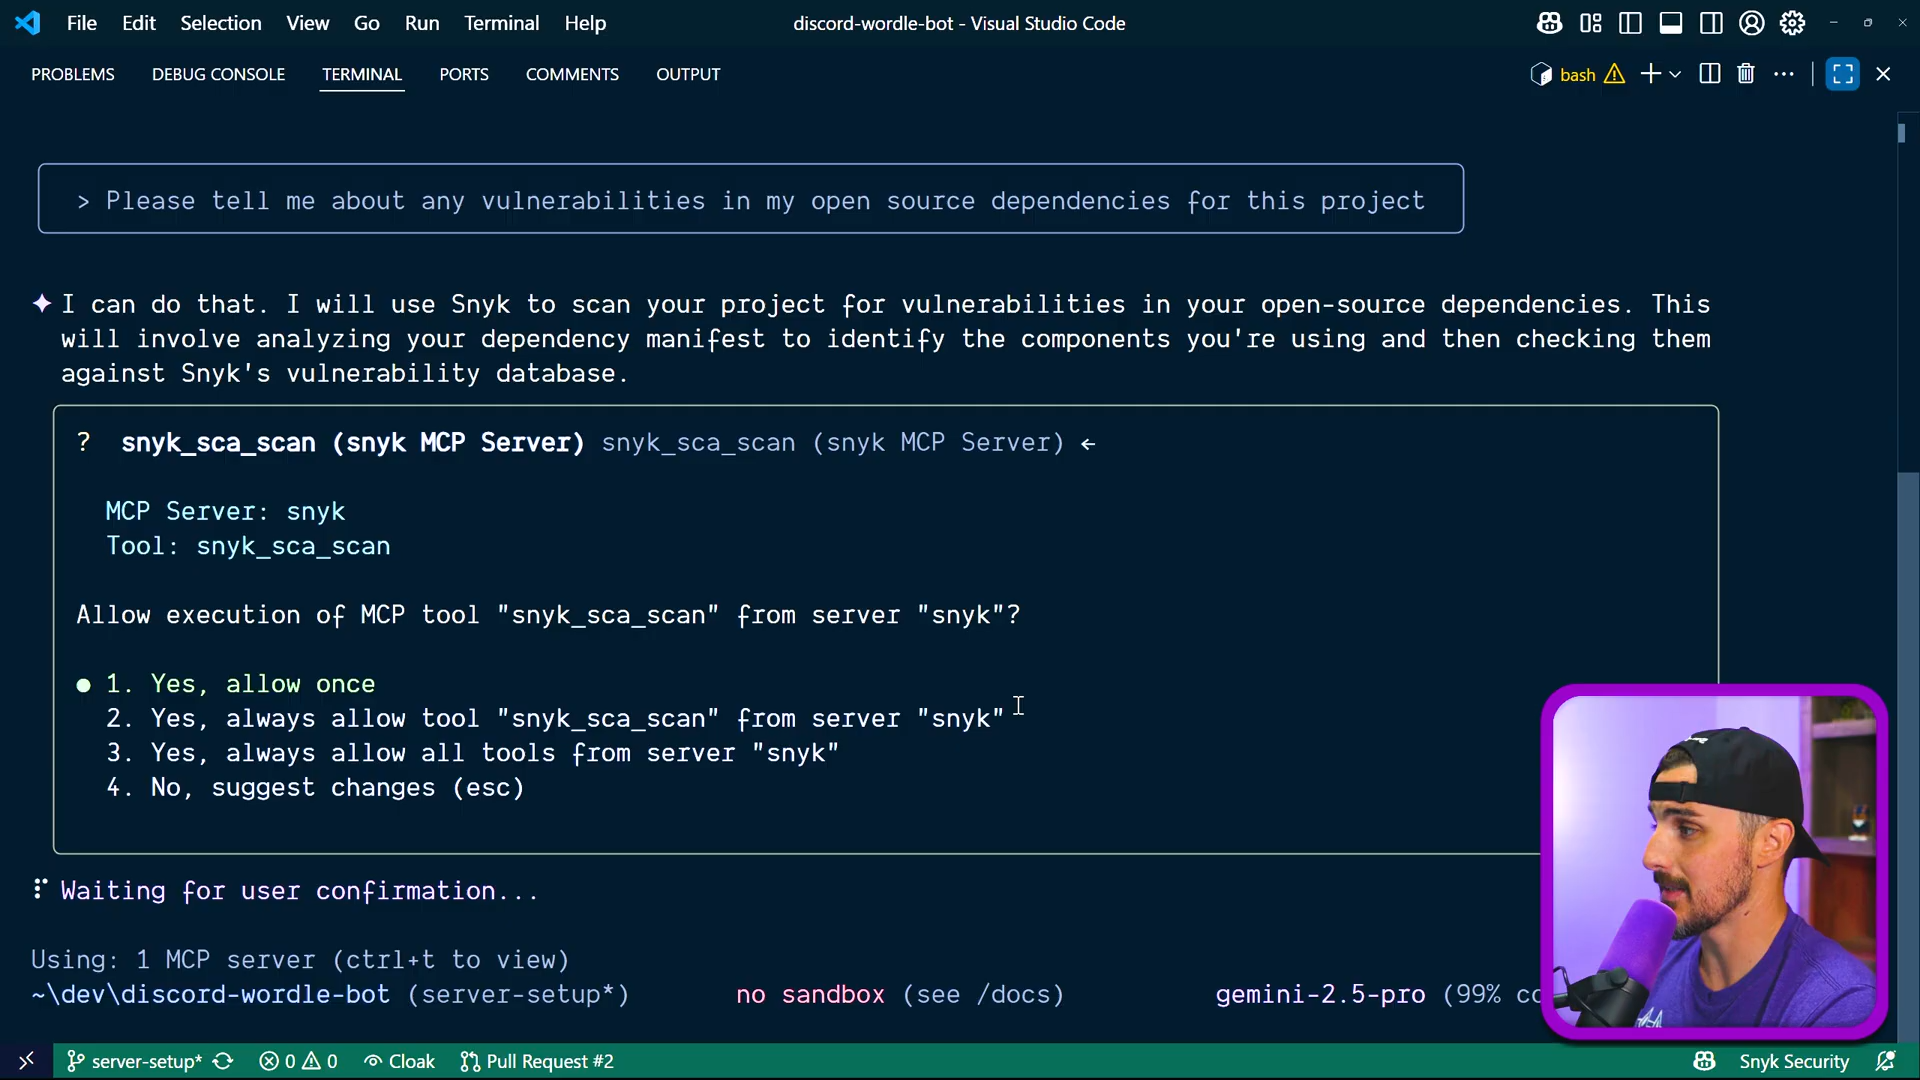 File Edit Selection View Go Run Terminal Help
discord-wordle-bot - Visual Studio Code
PROBLEMS DEBUG CONSOLE TERMINAL PORTS COMMENTS OUTPUT
bash
> Please tell me about any vulnerabilities in my open source dependencies for this project
I can do that. I will use Snyk to scan your project for vulnerabilities in your open-source dependencies. This
will involve analyzing your dependency manifest to identify the components you're using and then checking them
against Snyk's vulnerability database.
? snyk_sca_scan (snyk MCP Server) snyk_sca_scan (snyk MCP Server) ←
MCP Server: snyk
Tool: snyk_sca_scan
Allow execution of MCP tool "snyk_sca_scan" from server "snyk"?
● 1. Yes, allow once
2. Yes, always allow tool "snyk_sca_scan" from server "snyk"
3. Yes, always allow all tools from server "snyk"
4. No, suggest changes (esc)
Waiting for user confirmation...
Using: 1 MCP server (ctrl+t to view)
~\dev\discord-wordle-bot (server-setup*) no sandbox (see /docs) gemini-2.5-pro (99%
server-setup* 0 0 Cloak Pull Request #2 Snyk Security